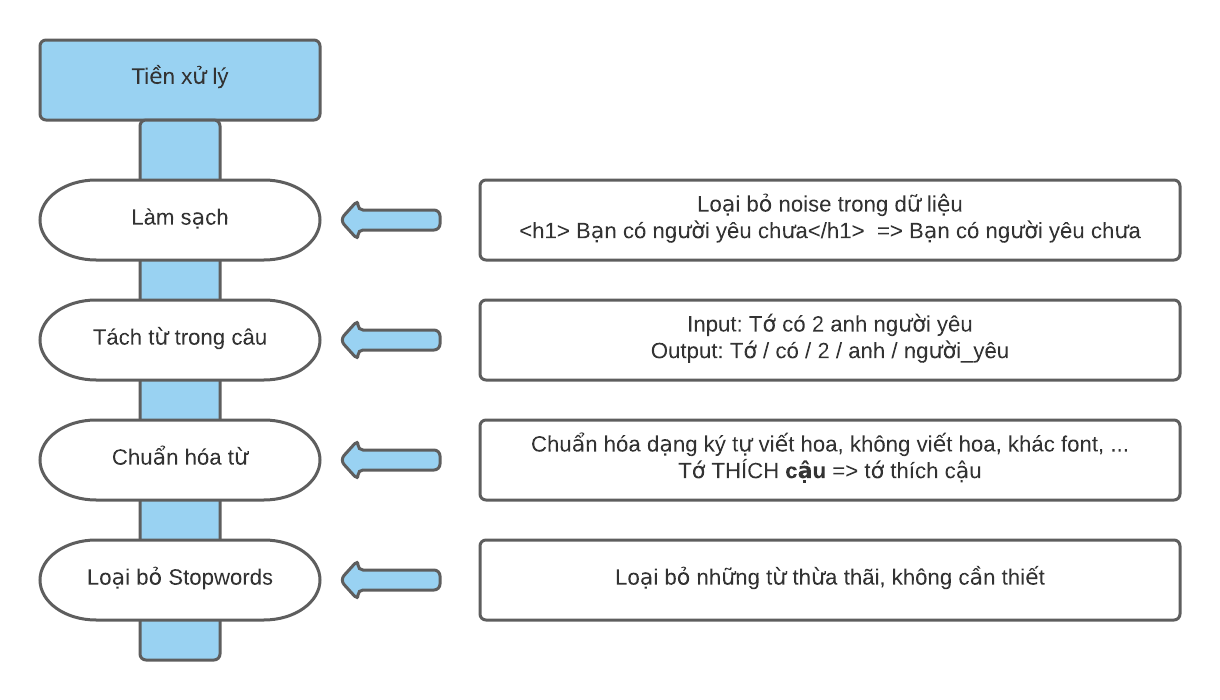 Tiền xử lý
Làm sạch
Loại bỏ noise trong dữ liệu
<h1> Bạn có người yêu chưa</h1>  => Bạn có người yêu chưa
Tách từ trong câu
Input: Tớ có 2 anh người yêu
Output: Tớ / có / 2 / anh / người_yêu
Chuẩn hóa từ
Chuẩn hóa dạng ký tự viết hoa, không viết hoa, khác font, ...
Tớ THÍCH cậu => tớ thích cậu
Loại bỏ Stopwords
Loại bỏ những từ thừa thãi, không cần thiết